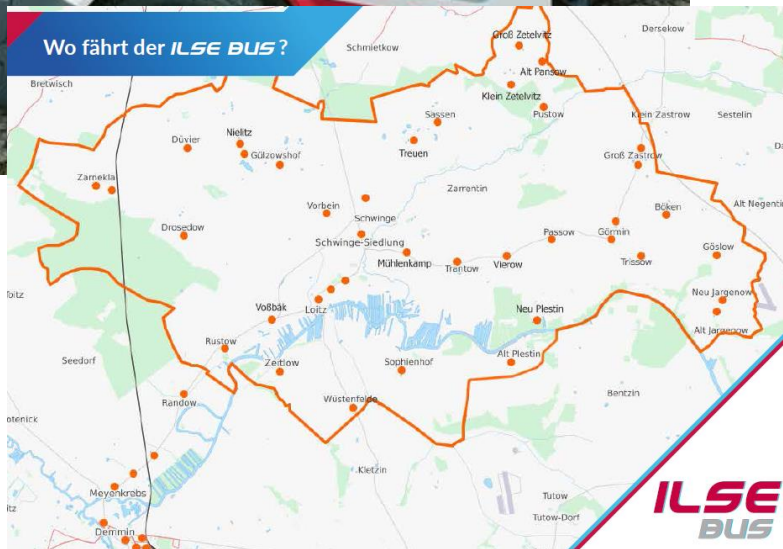 Wo fährt der ILSE BUS?
Groß Zetelvitz
Dersekow
Schmietkow
Alt Pansow
Bretwisch
Klein Zetelvitz
Sassen
Pustow
Klein Zastrow
Sestelin
Nielitz
Düvier
Treuen
Gülzowshof
Groß Zastrow
Zarnekla
Zarrentin
Vorbein
Böken
Alt Negentin
Schwinge
Drosedow
Passow
Görmin
Schwinge-Siedlung
Göslow
Mühlenkamp
Trantow
Vierow
Trissow
Neu Jargenow
Voßbäk
Loitz
Neu Plestin
Alt Jargenow
Rustow
Seedorf
Zeitlow
Sophienhof
Alt Plestin
Randow
Wüstenfelde
Bentzin
Kletzin
Meyenkrebs
Tutow
Tutow-Dorf
Demmin
ILSE
BUS